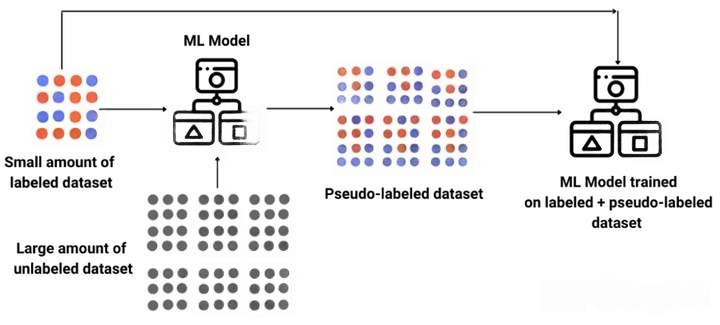 ML Model
Small amount of
labeled dataset
Large amount of
unlabeled dataset
Pseudo-labeled dataset
ML Model trained
on labeled + pseudo-labeled
dataset